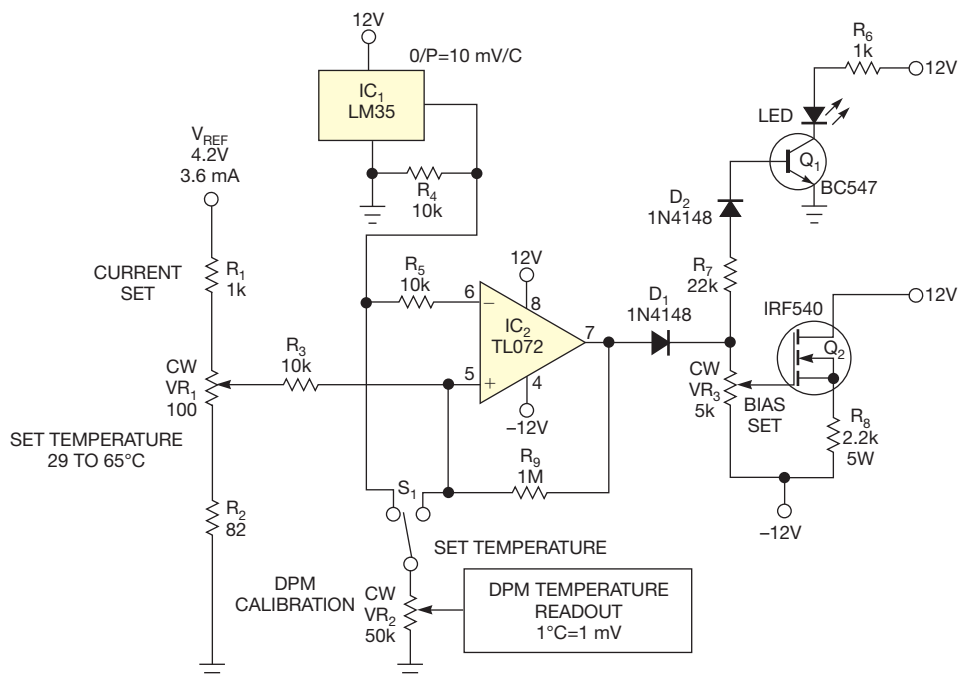 12V
0/P=10 mV/C
IC1
LM35
R4
10k
VREF
4.2V
3.6 mA
CURRENT
SET
R1
1k
CW
VR1
100
SET TEMPERATURE
29 TO 65°C
R2
82
R3
10k
R5
10k
6
−
5
+
IC2
TL072
12V
8
7
4
−12V
R9
1M
S1
SET TEMPERATURE
DPM
CALIBRATION
CW
VR2
50k
DPM TEMPERATURE
READOUT
1°C=1 mV
D1
1N4148
D2
1N4148
R7
22k
CW
VR3
5k
BIAS
SET
R6
1k
12V
LED
Q1
BC547
IRF540
12V
Q2
R8
2.2k
5W
−12V